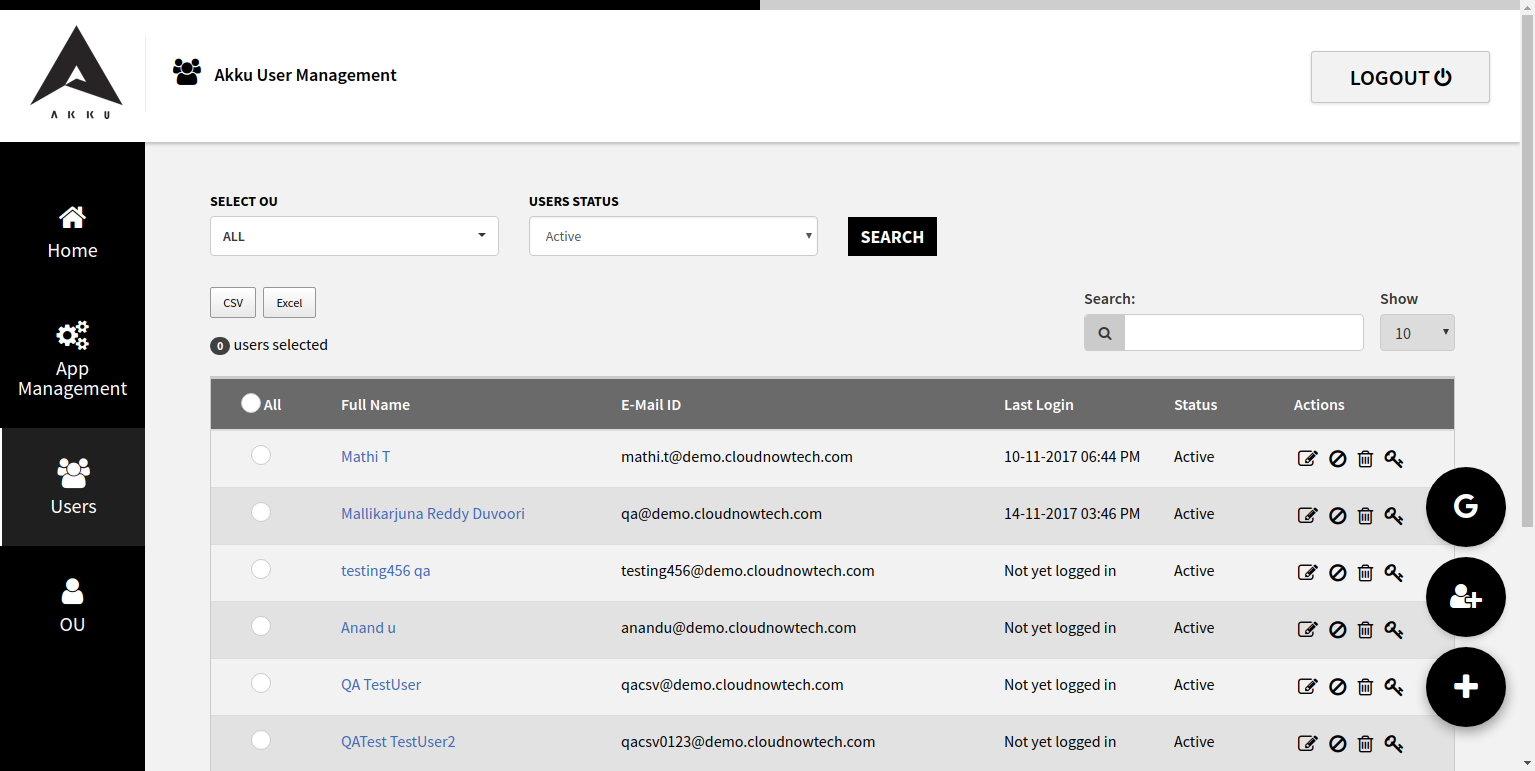 AKKU
Akku User Management
LOGOUT
Home
App
Management
Users
OU
SELECT OU
USERS STATUS
ALL
Active
SEARCH
CSV
Excel
Search:
Show
10
0 users selected
All Full Name E-Mail ID Last Login Status Actions
Mathi T mathi.t@demo.cloudnowtech.com 10-11-2017 06:44 PM Active
Mallikarjuna Reddy Duvoori qa@demo.cloudnowtech.com 14-11-2017 03:46 PM Active
testing456 qa testing456@demo.cloudnowtech.com Not yet logged in Active
Anand u anandu@demo.cloudnowtech.com Not yet logged in Active
QA TestUser qacsv@demo.cloudnowtech.com Not yet logged in Active
QATest TestUser2 qacsv0123@demo.cloudnowtech.com Not yet logged in Active
G